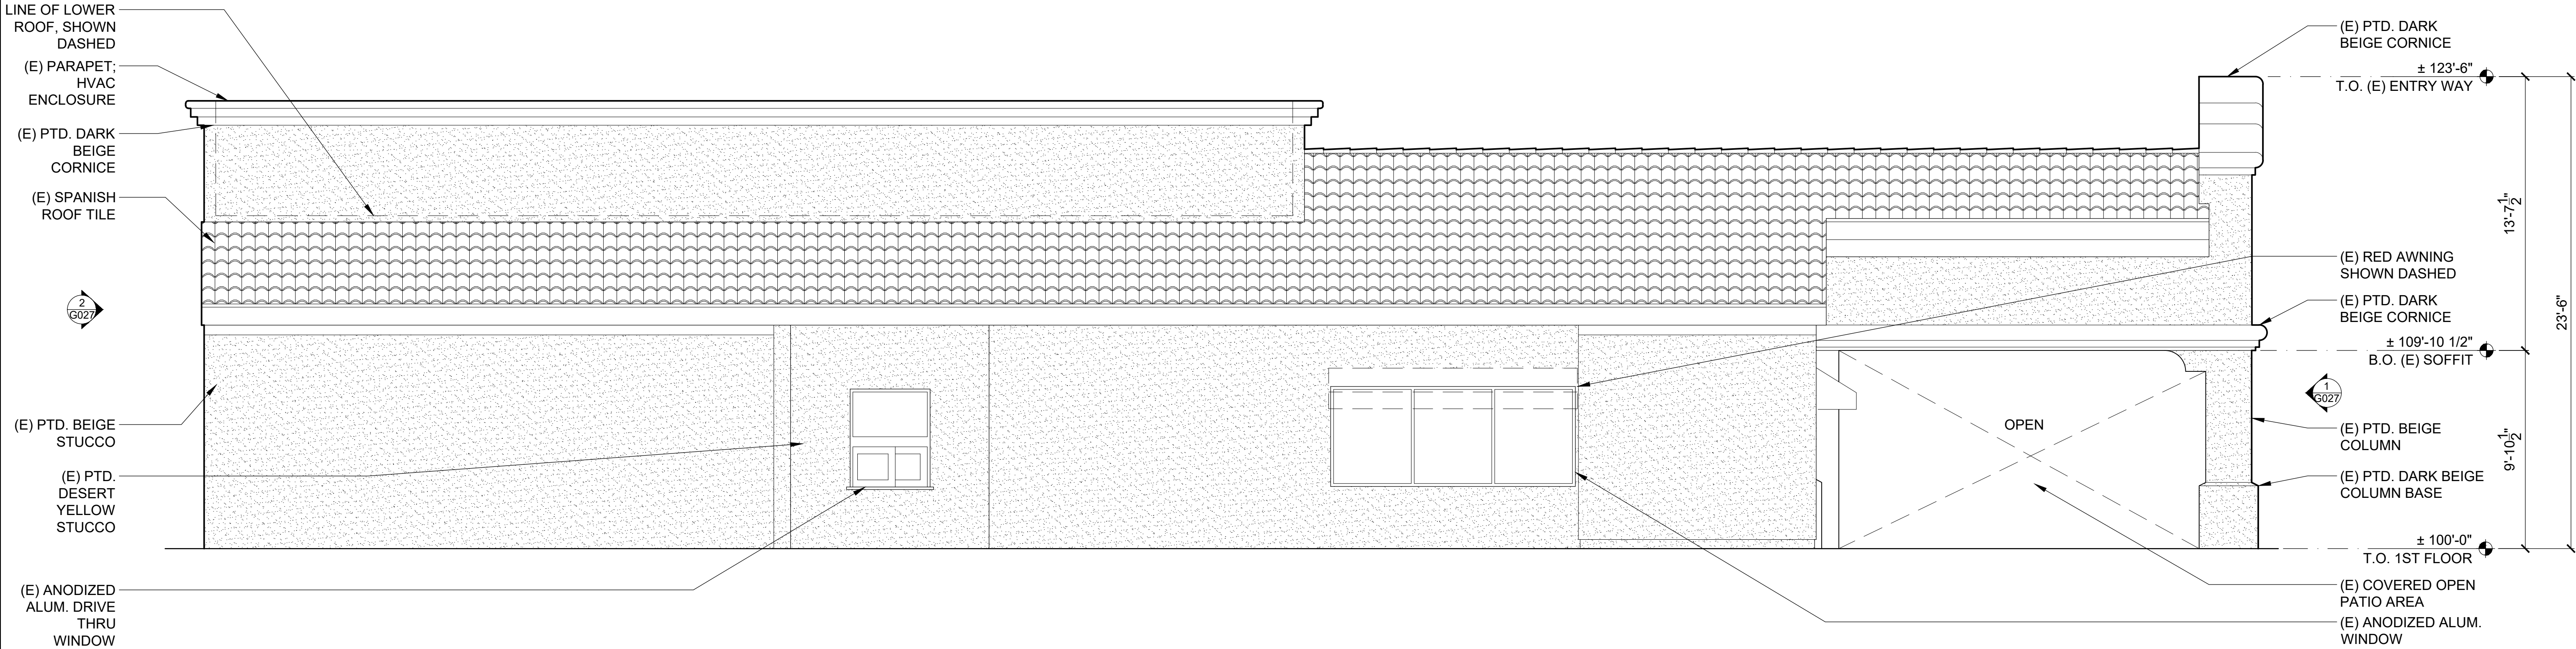 LINE OF LOWER
ROOF, SHOWN
DASHED
(E) PARAPET;
HVAC
ENCLOSURE
(E) PTD. DARK
BEIGE
CORNICE
(E) SPANISH
ROOF TILE
2
G027
(E) PTD. BEIGE
STUCCO
(E) PTD.
DESERT
YELLOW
STUCCO
(E) ANODIZED
ALUM. DRIVE
THRU
WINDOW
OPEN
(E) PTD. DARK
BEIGE CORNICE
± 123'-6"
T.O. (E) ENTRY WAY
(E) RED AWNING
SHOWN DASHED
(E) PTD. DARK
BEIGE CORNICE
± 109'-10 1/2"
B.O. (E) SOFFIT
1
G027
(E) PTD. BEIGE
COLUMN
(E) PTD. DARK BEIGE
COLUMN BASE
± 100'-0"
T.O. 1ST FLOOR
(E) COVERED OPEN
PATIO AREA
(E) ANODIZED ALUM.
WINDOW
13'-7 1/2"
9'-10 1/2"
23'-6"